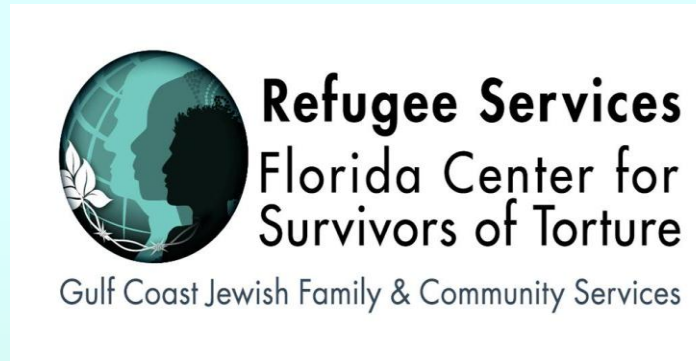 Refugee Services
Florida Center for
Survivors of Torture
Gulf Coast Jewish Family & Community Services